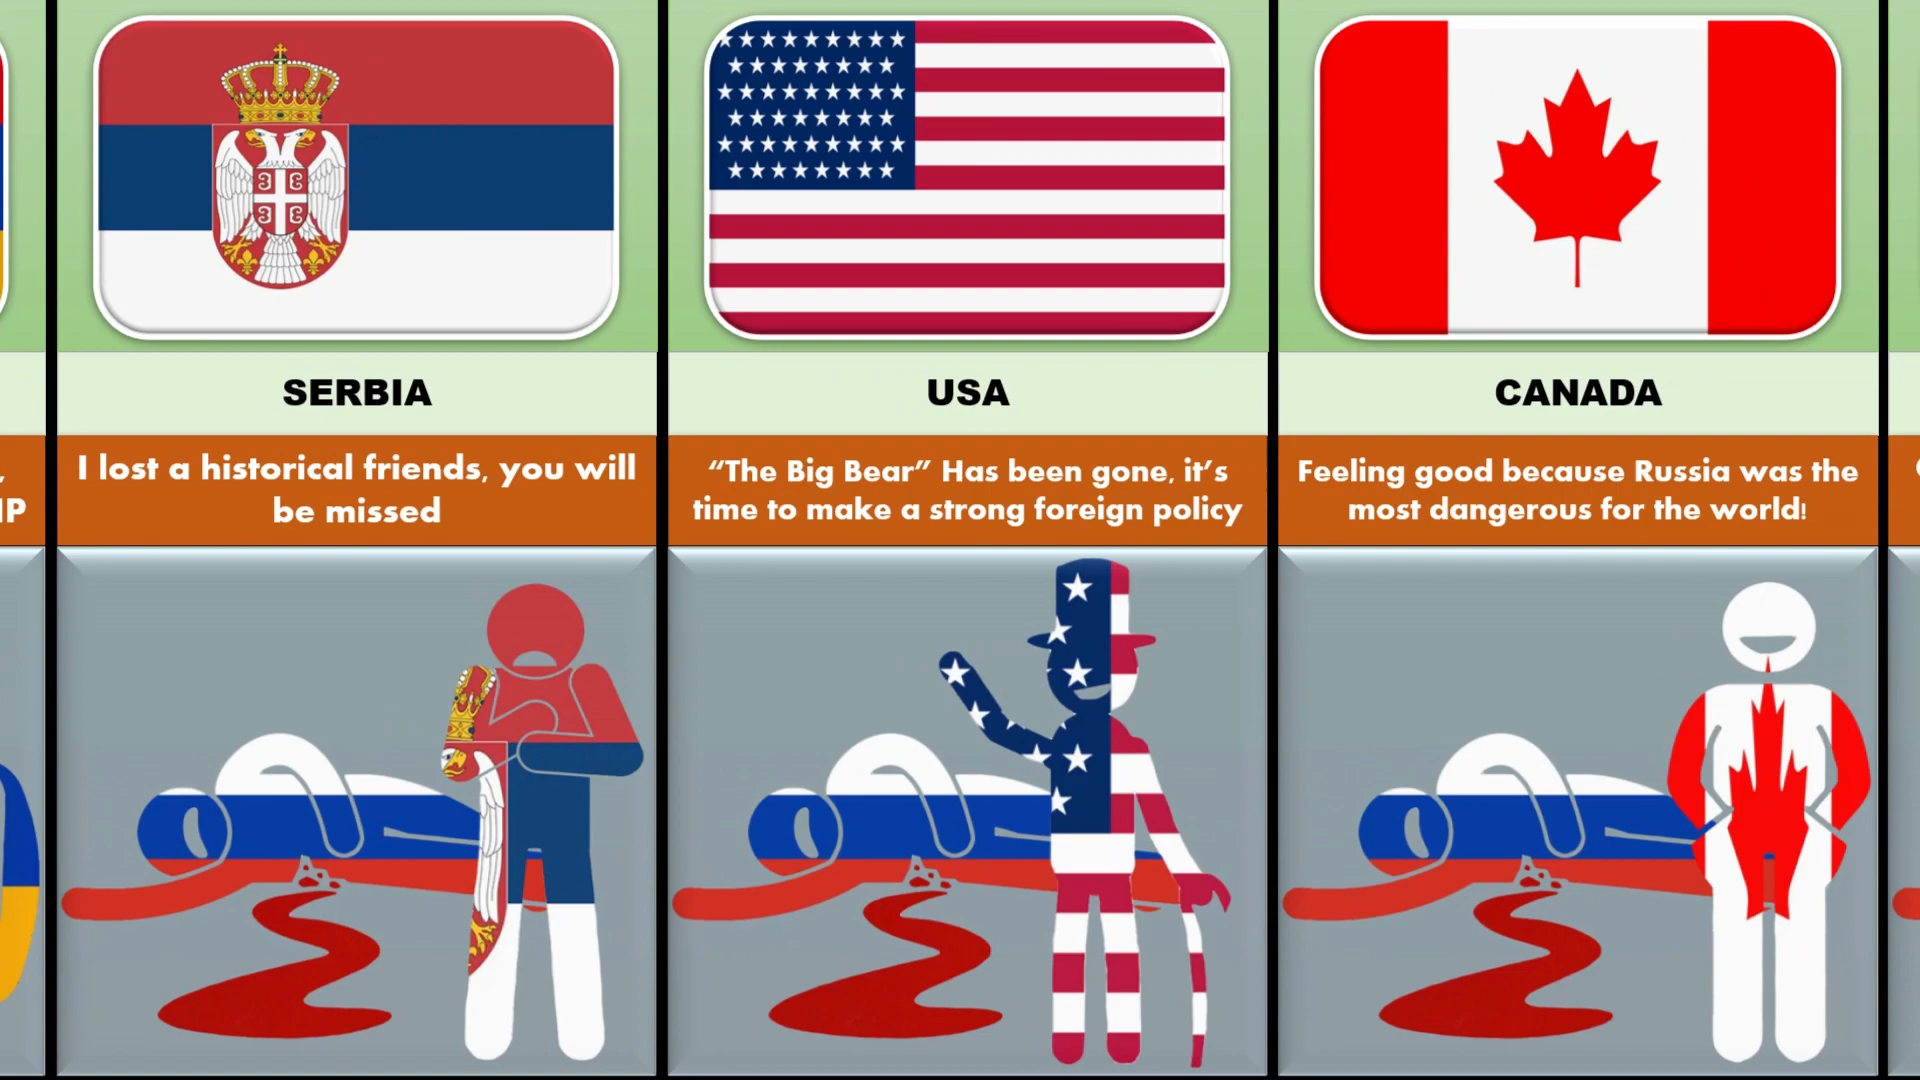 SERBIA
I lost a historical friends, you will
be missed
USA
“The Big Bear” Has been gone, it’s
time to make a strong foreign policy
CANADA
Feeling good because Russia was the
most dangerous for the world!